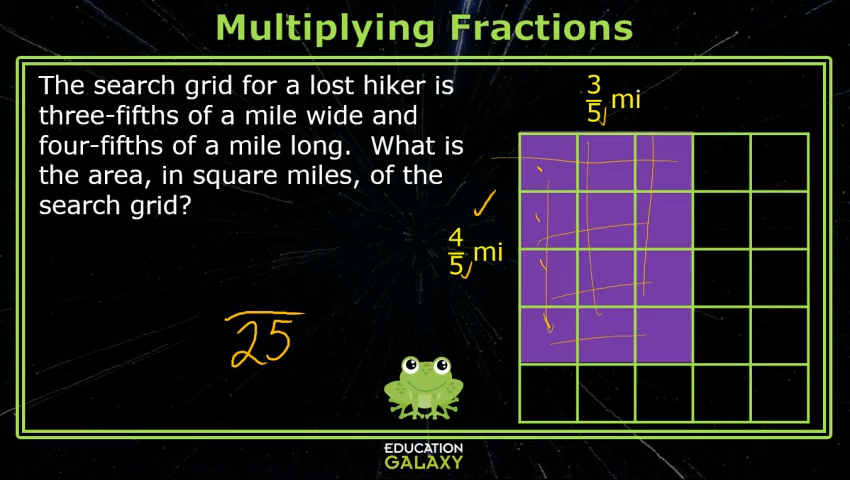 Multiplying Fractions
The search grid for a lost hiker is
three-fifths of a mile wide and
four-fifths of a mile long. What is
the area, in square miles, of the
search grid?
3/5 mi
4/5 mi
25
EDUCATION
GALAXY